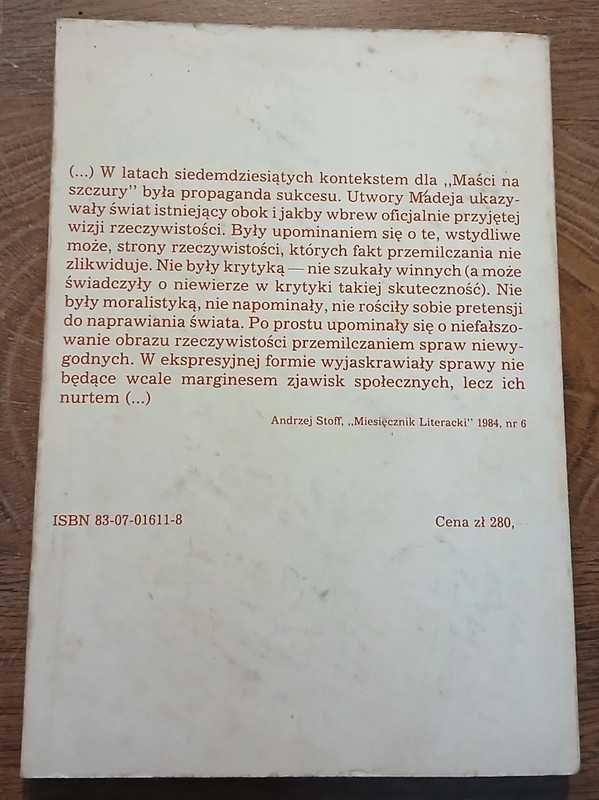 (...) W latach siedemdziesiątych kontekstem dla ,,Maści na
szczury" była propaganda sukcesu. Utwory Madeja ukazy-
wały świat istniejący obok i jakby wbrew oficjalnie przyjętej
wizji rzeczywistości. Były upominaniem się o te, wstydliwe
może, strony rzeczywistości, których fakt przemilczania nie
zlikwiduje. Nie były krytyką — nie szukały winnych (a może
świadczyły o niewierze w krytyki takiej skuteczność). Nie
były moralistyką, nie napominały, nie rościły sobie pretensji
do naprawiania świata. Po prostu upominały się o niefałszo-
wanie obrazu rzeczywistości przemilczaniem spraw niewy-
godnych. W ekspresyjnej formie wyjaskrawiały sprawy nie
będące wcale marginesem zjawisk społecznych, lecz ich
nurtem (...)
Andrzej Stoff, ,,Miesięcznik Literacki" 1984, nr 6
ISBN 83-07-01611-8
Cena zł 280,—